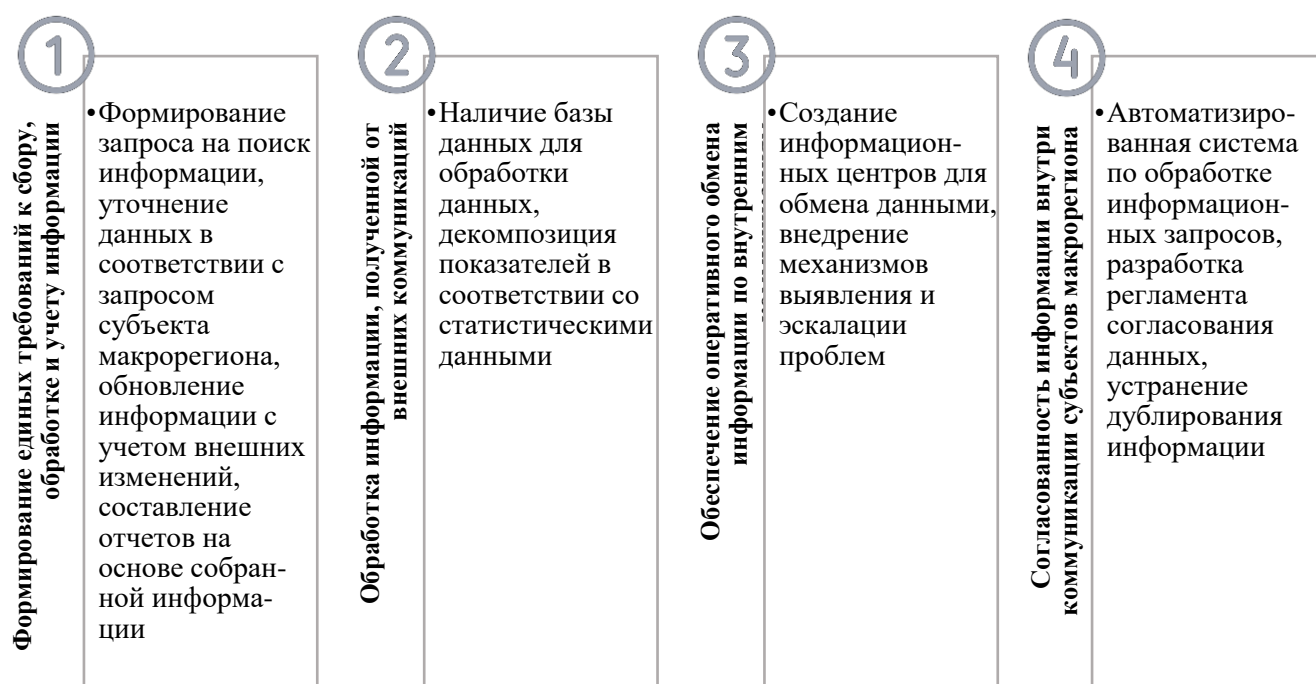 1
Формирование единых требований к сбору,
обработке и учету информации
•Формирование
запроса на поиск
информации,
уточнение
данных в
соответствии с
запросом
субъекта
макрорегиона,
обновление
информации с
учетом внешних
изменений,
составление
отчетов на
основе собран-
ной информа-
ции
2
Обработка информации, полученной от
внешних коммуникаций
•Наличие базы
данных для
обработки
данных,
декомпозиция
показателей в
соответствии со
статистическими
данными
3
Обеспечение оперативного обмена
информации по внутренним
•Создание
информацион-
ных центров для
обмена данными,
внедрение
механизмов
выявления и
эскалации
проблем
4
Согласованность информации внутри
коммуникации субъектов макрорегиона
•Автоматизиро-
ванная система
по обработке
информацион-
ных запросов,
разработка
регламента
согласования
данных,
устранение
дублирования
информации